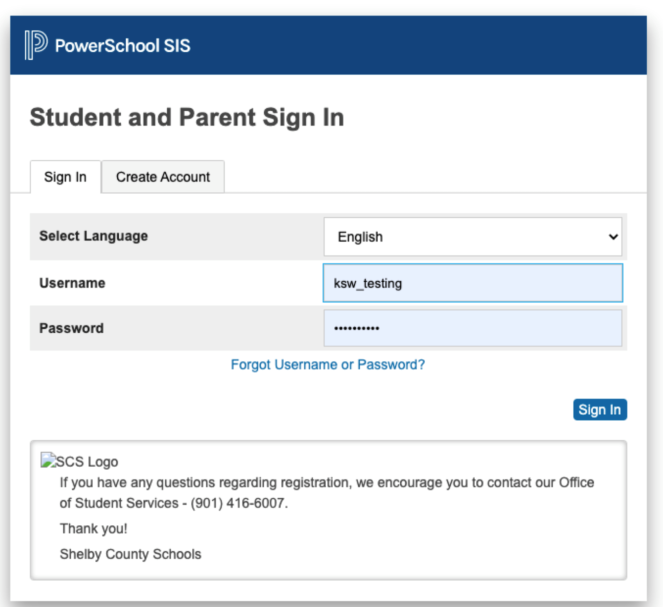 PowerSchool SIS
Student and Parent Sign In
Sign In
Create Account
Select Language
English
Username
ksw_testing
Password
••••••••••
Forgot Username or Password?
Sign In
SCS Logo
If you have any questions regarding registration, we encourage you to contact our Office
of Student Services - (901) 416-6007.
Thank you!
Shelby County Schools